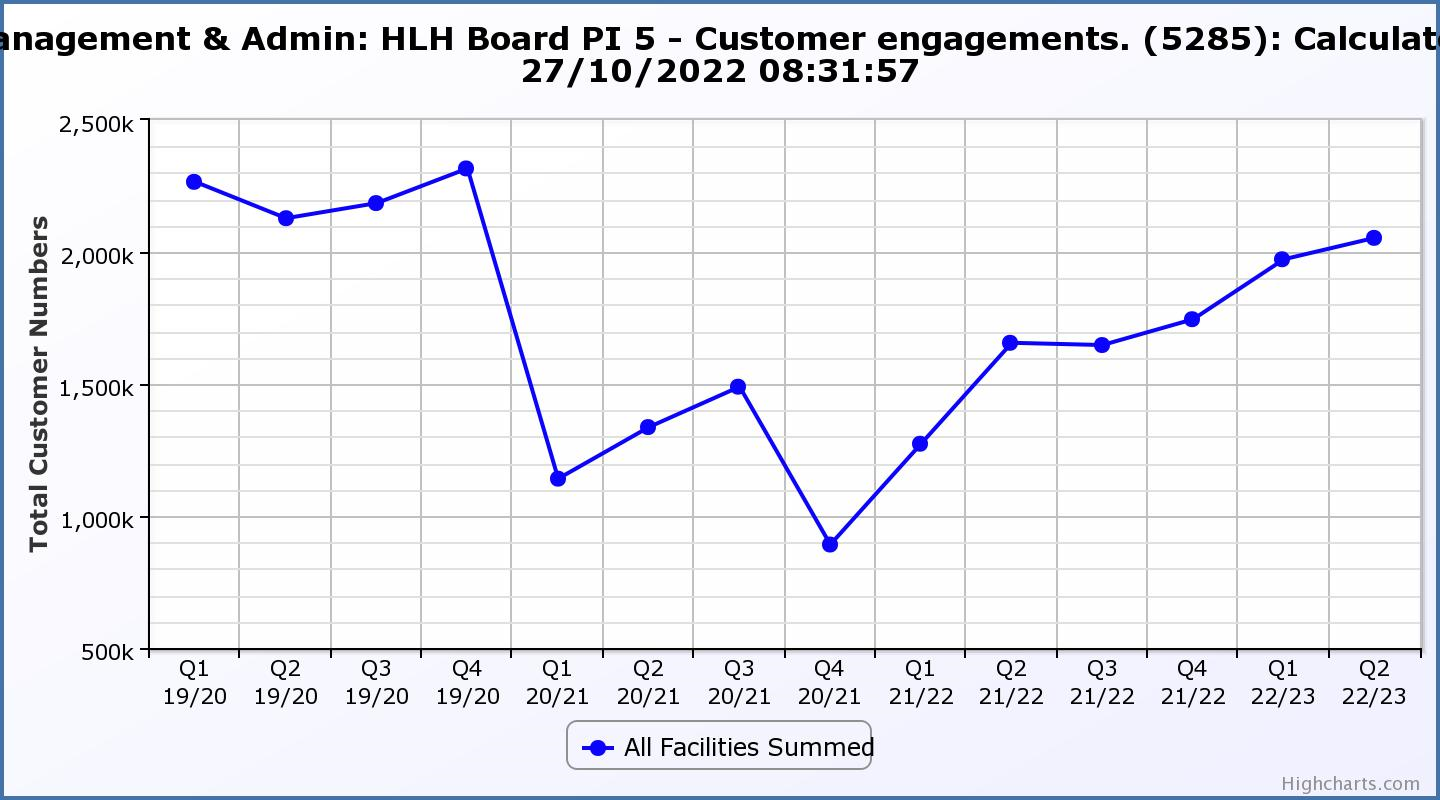 anagement & Admin: HLH Board PI 5 - Customer engagements. (5285): Calculat
27/10/2022 08:31:57
Total Customer Numbers
2,500k
2,000k
1,500k
1,000k
500k
Q1 Q2 Q3 Q4 Q1 Q2 Q3 Q4 Q1 Q2 Q3 Q4 Q1 Q2
19/20 19/20 19/20 19/20 20/21 20/21 20/21 20/21 21/22 21/22 21/22 21/22 22/23 22/23
All Facilities Summed
Highcharts.com